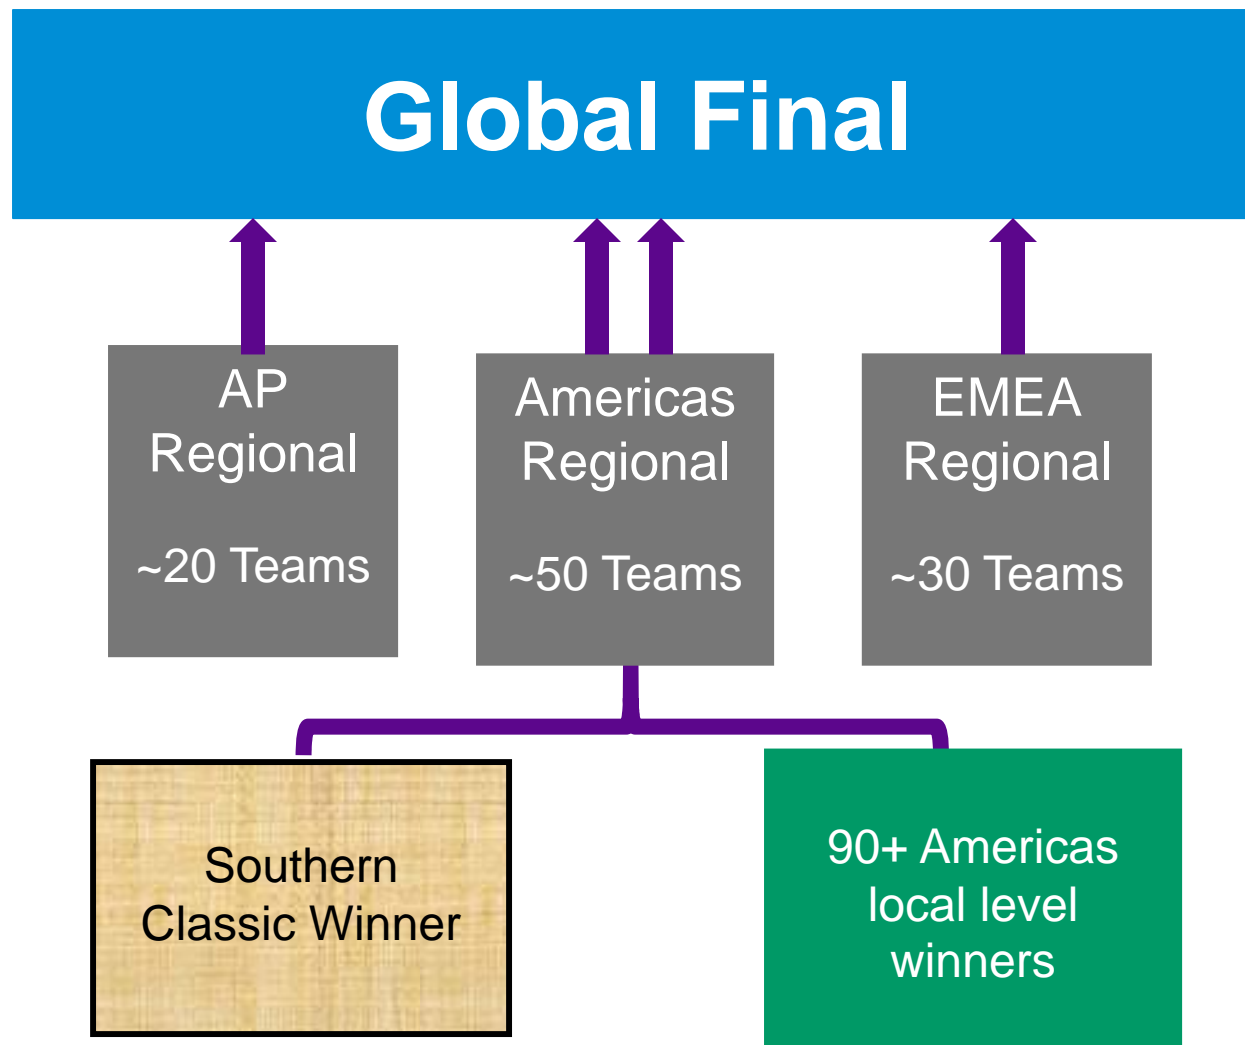 Global Final
AP
Regional
~20 Teams
Americas
Regional
~50 Teams
EMEA
Regional
~30 Teams
Southern
Classic Winner
90+ Americas
local level
winners